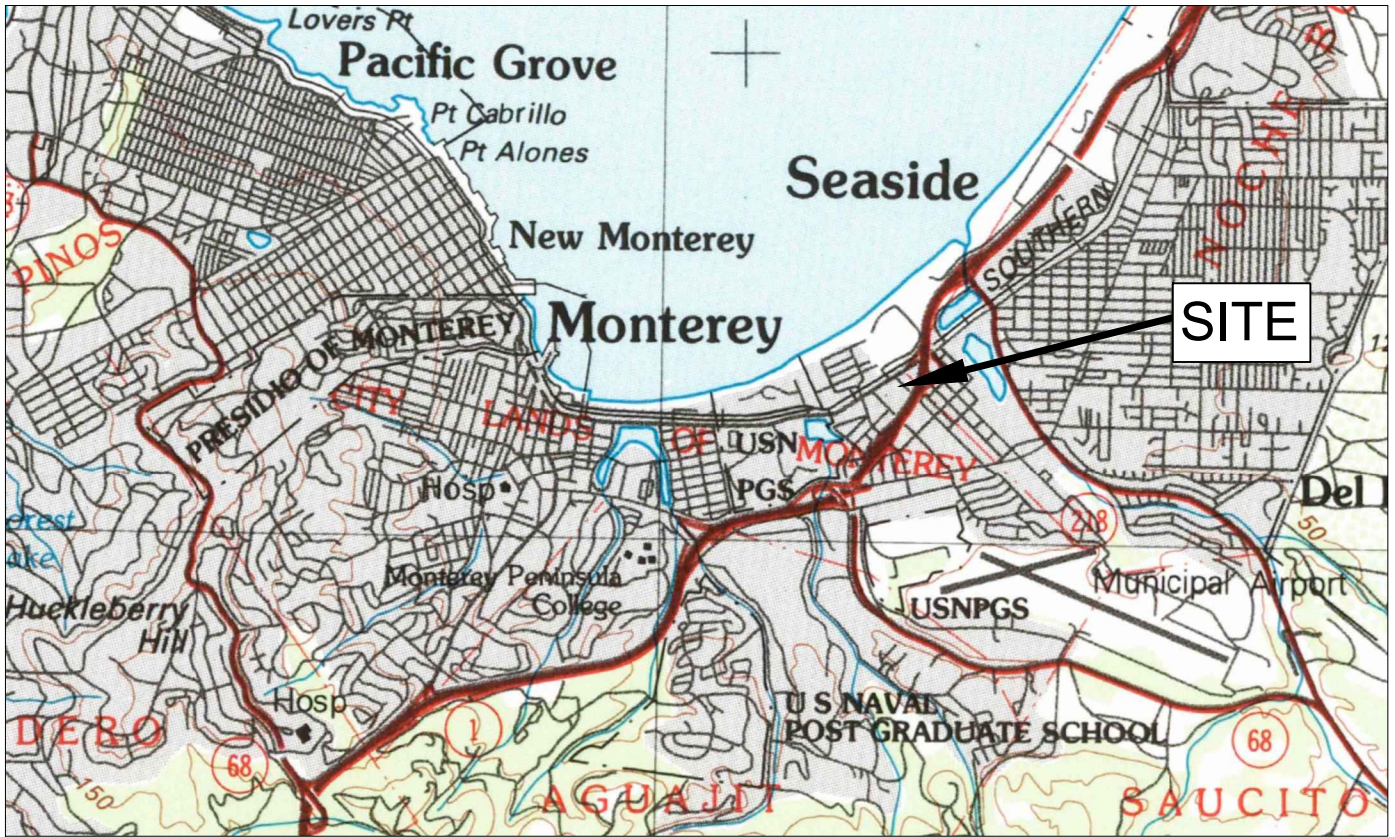 Lovers Pt
Pacific Grove
Pt Cabrillo
Pt Alones
Seaside
New Monterey
SOUTHERN
NOCHE B
PINOS
SITE
Monterey
PRESIDIO OF MONTEREY
CITY LANDS OF MONTEREY
USN
PGS
Hosp
Del
50
218
Monterey Peninsula
College
Municipal Airport
USNPGS
Huckleberry
Hill
Hosp
U S NAVAL
POST GRADUATE SCHOOL
DERO
1
68
68
150
AGUAJIT
SAUCITO